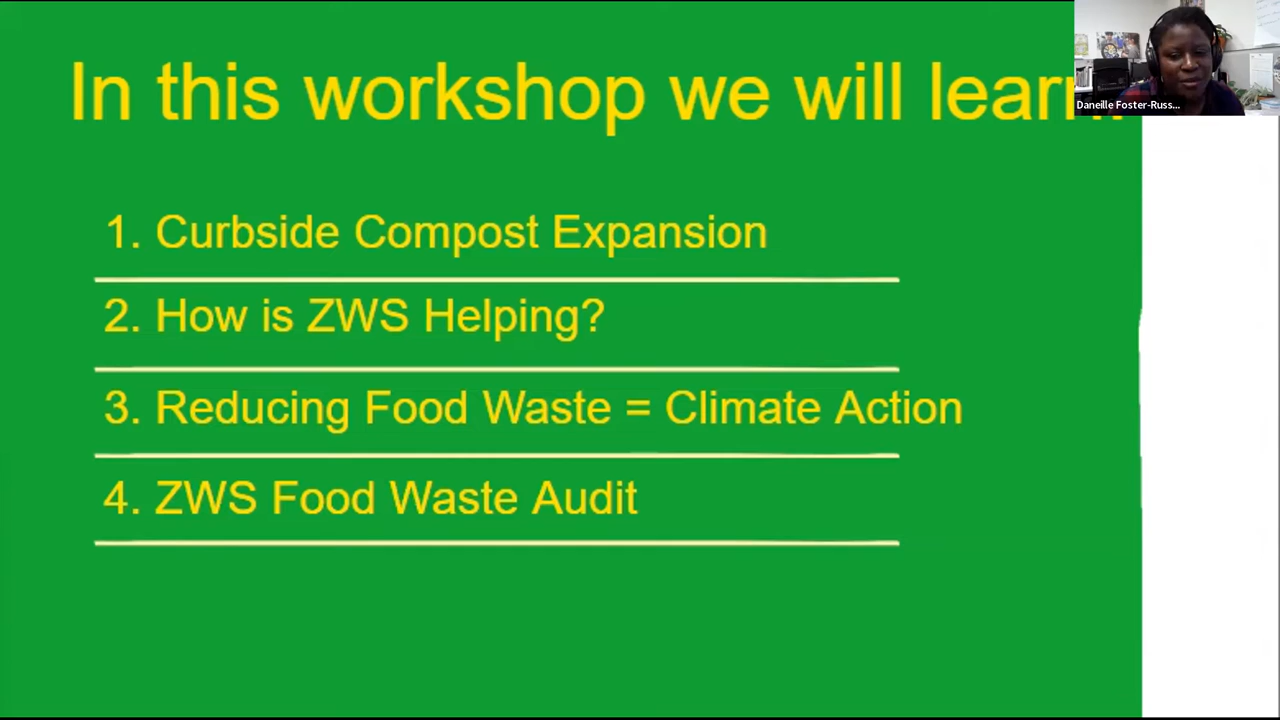 In this workshop we will learn
1. Curbside Compost Expansion
2. How is ZWS Helping?
3. Reducing Food Waste = Climate Action
4. ZWS Food Waste Audit
Daneille Foster-Russ...